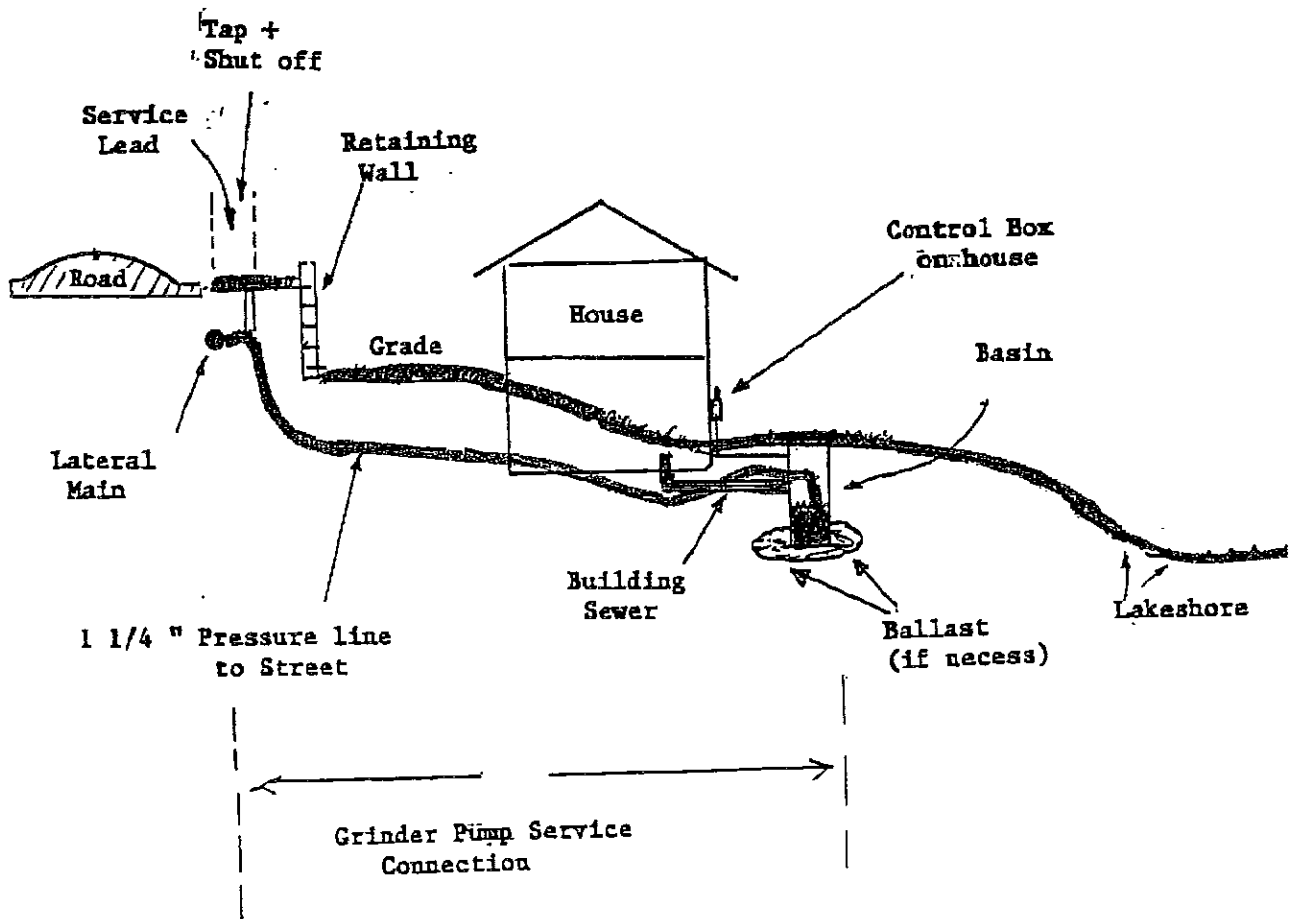 Tap +
Shut off
Service
Lead
Retaining
Wall
Control Box
on house
Road
House
Grade
Basin
Lateral
Main
Building
Sewer
Lakeshore
1 1/4 " Pressure line
to Street
Ballast
(if necess)
Grinder Pump Service
Connection